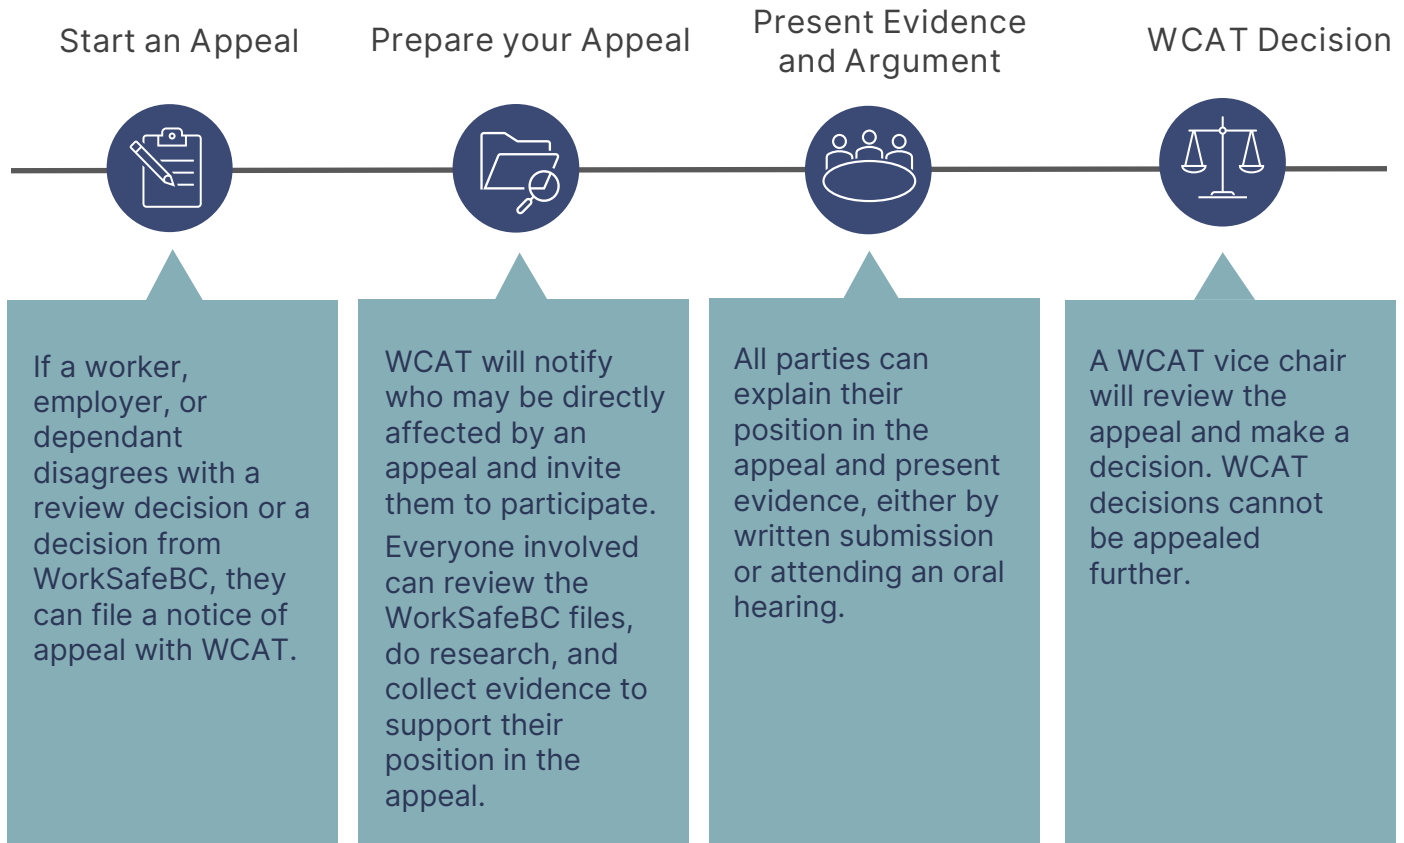 Start an Appeal
If a worker,
employer, or
dependant
disagrees with a
review decision or a
decision from
WorkSafeBC, they
can file a notice of
appeal with WCAT.
Prepare your Appeal
WCAT will notify
who may be directly
affected by an
appeal and invite
them to participate.
Everyone involved
can review the
WorkSafeBC files,
do research, and
collect evidence to
support their
position in the
appeal.
Present Evidence
and Argument
All parties can
explain their
position in the
appeal and present
evidence, either by
written submission
or attending an oral
hearing.
WCAT Decision
A WCAT vice chair
will review the
appeal and make a
decision. WCAT
decisions cannot
be appealed
further.